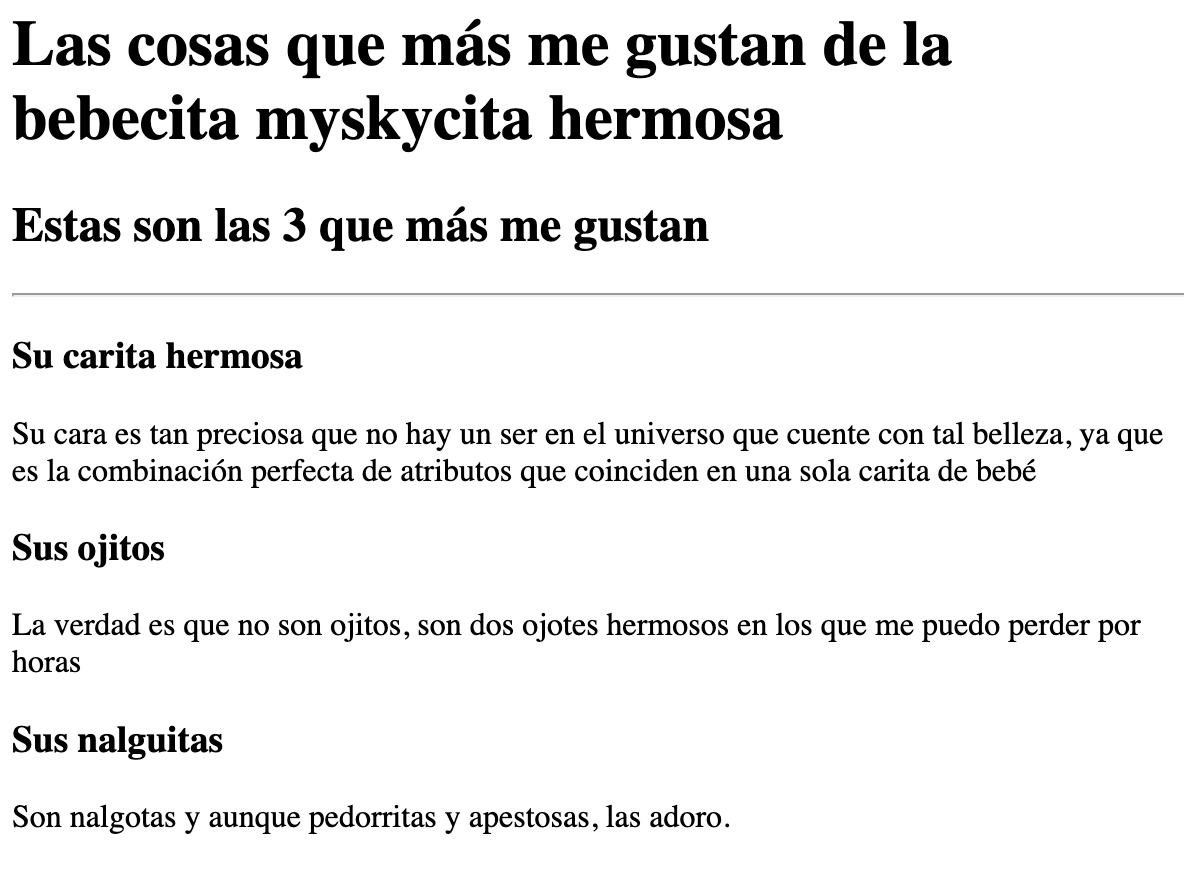 Las cosas que más me gustan de la
bebecita myskycita hermosa
Estas son las 3 que más me gustan
Su carita hermosa
Su cara es tan preciosa que no hay un ser en el universo que cuente con tal belleza, ya que
es la combinación perfecta de atributos que coinciden en una sola carita de bebé
Sus ojitos
La verdad es que no son ojitos, son dos ojotes hermosos en los que me puedo perder por
horas
Sus nalguitas
Son nalgotas y aunque pedorritas y apestosas, las adoro.